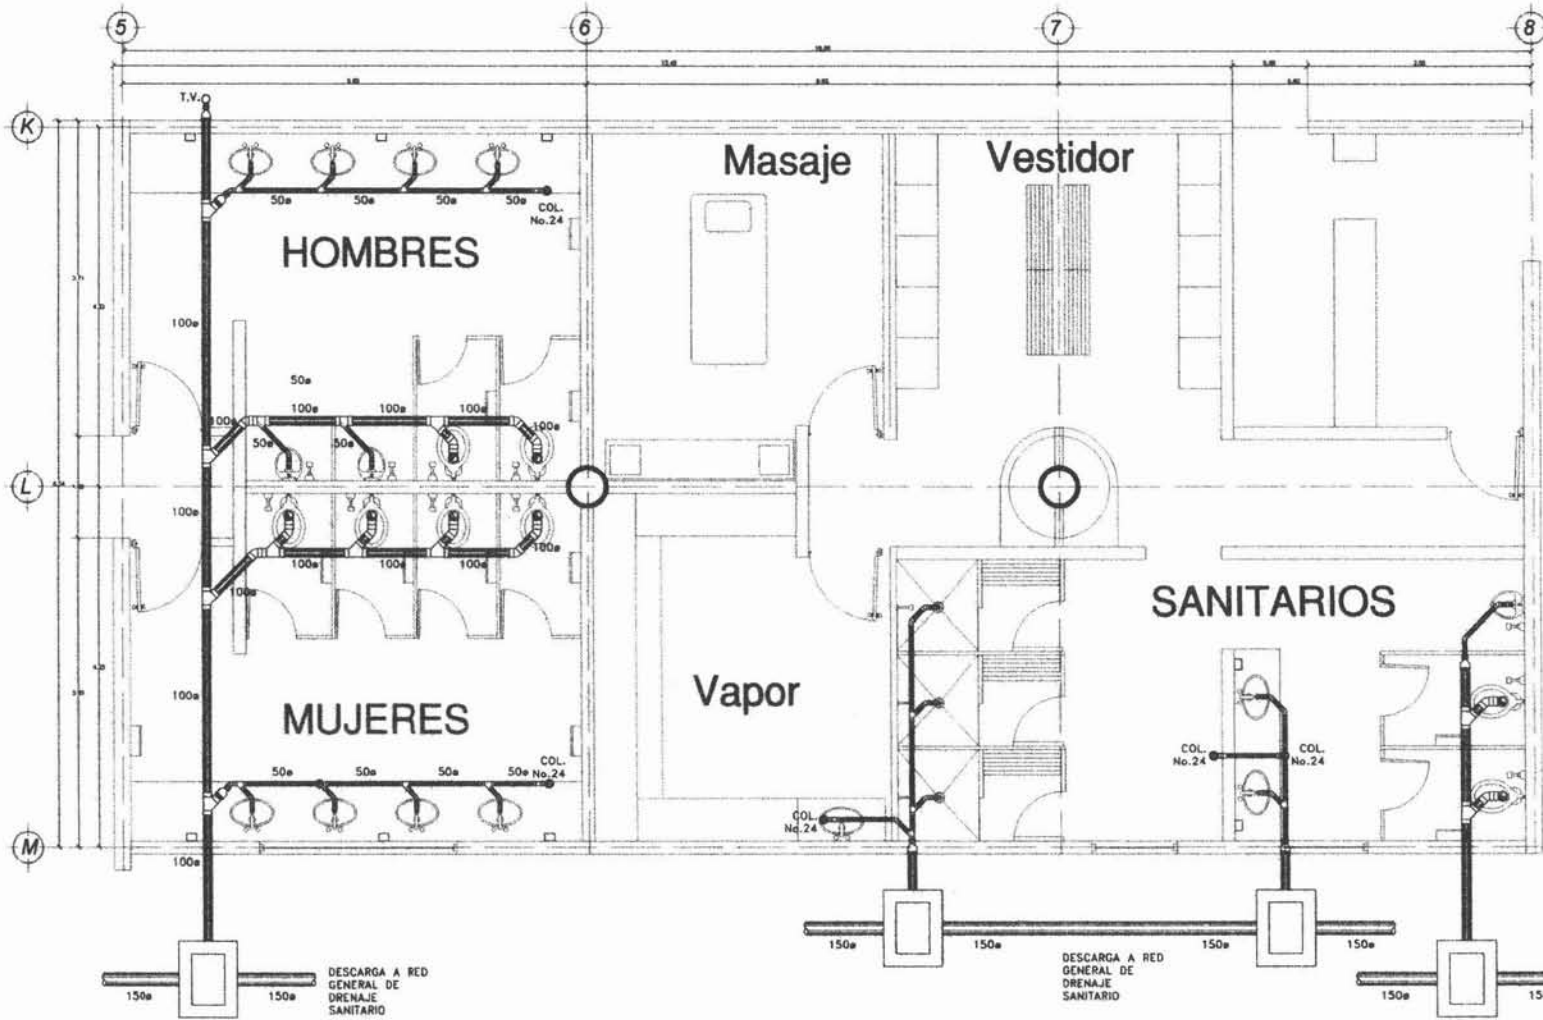 5
6
7
8
T.V.
K
Masaje
Vestidor
50ø
50ø
50ø
50ø
COL.
No.24
HOMBRES
100ø
50ø
100ø
100ø
100ø
100ø
100ø
50ø
50ø
L
100ø
100ø
100ø
100ø
100ø
100ø
SANITARIOS
Vapor
100ø
MUJERES
COL.
No.24
50ø
50ø
50ø
50ø
COL.
No.24
COL.
No.24
COL.
No.24
M
100ø
150ø
150ø
150ø
150ø
DESCARGA A RED
GENERAL DE
DRENAJE
SANITARIO
DESCARGA A RED
GENERAL DE
DRENAJE
SANITARIO
150ø
150ø
150ø